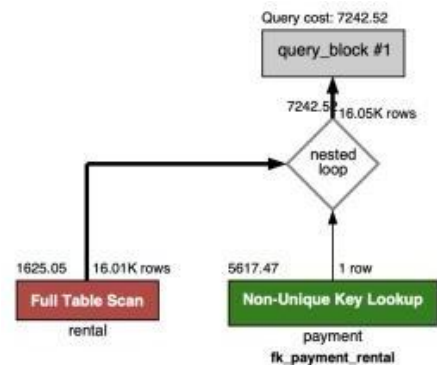 Query cost: 7242.52
query_block #1
7242.52
16.05K rows
nested
loop
1625.05
16.01K rows
5617.47
1 row
Full Table Scan
Non-Unique Key Lookup
rental
payment
fk_payment_rental